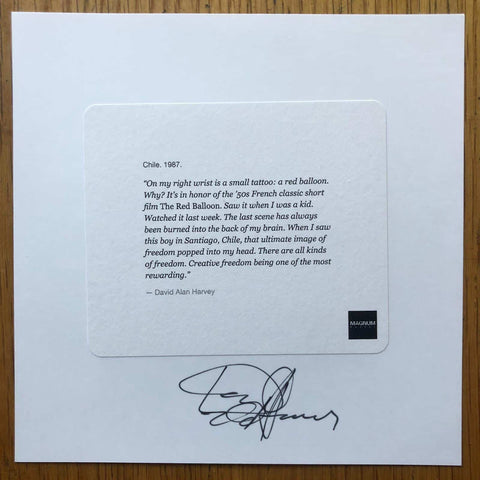 Chile. 1987.
“On my right wrist is a small tattoo: a red balloon.
Why? It’s in honor of the ’50s French classic short
film The Red Balloon. Saw it when I was a kid.
Watched it last week. The last scene has always
been burned into the back of my brain. When I saw
this boy in Santiago, Chile, that ultimate image of
freedom popped into my head. There are all kinds
of freedom. Creative freedom being one of the most
rewarding.”
— David Alan Harvey
MAGNUM